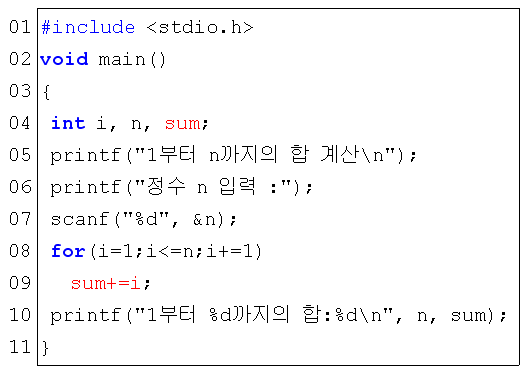 01 #include <stdio.h>
02 void main()
03 {
04 int i, n, sum;
05 printf("1부터 n까지의 합 계산\n");
06 printf("정수 n 입력 :");
07 scanf("%d", &n);
08 for(i=1;i<=n;i+=1)
09 sum+=i;
10 printf("1부터 %d까지의 합:%d\n", n, sum);
11 }